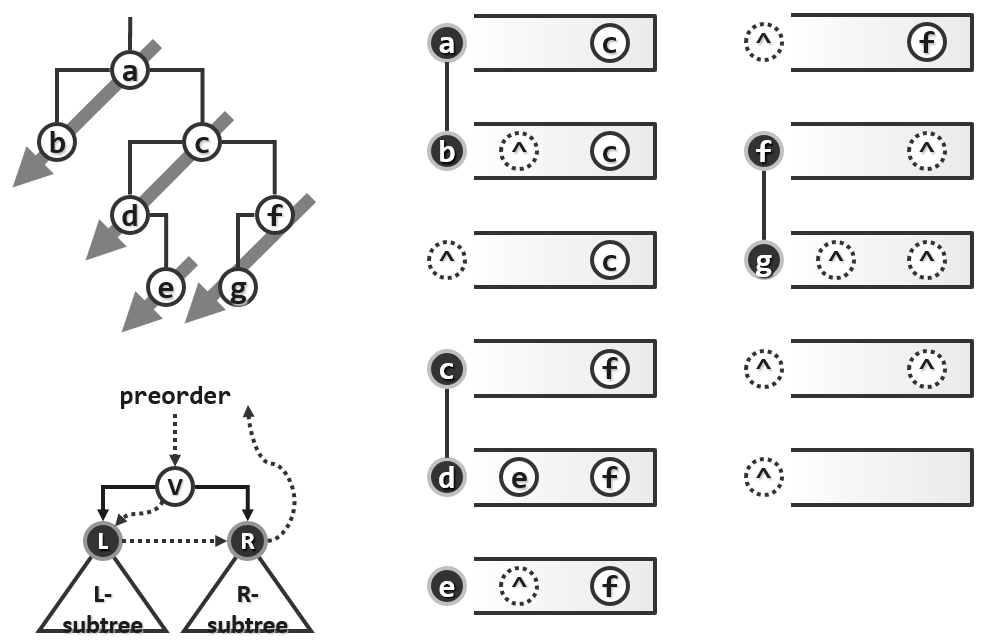 a
b
c
d
f
e
g
preorder
V
L
R
L-
subtree
R-
subtree
a c
b ^ c
^ c
c f
d e f
e ^ f
^ f
f ^
g ^ ^
^ ^
^